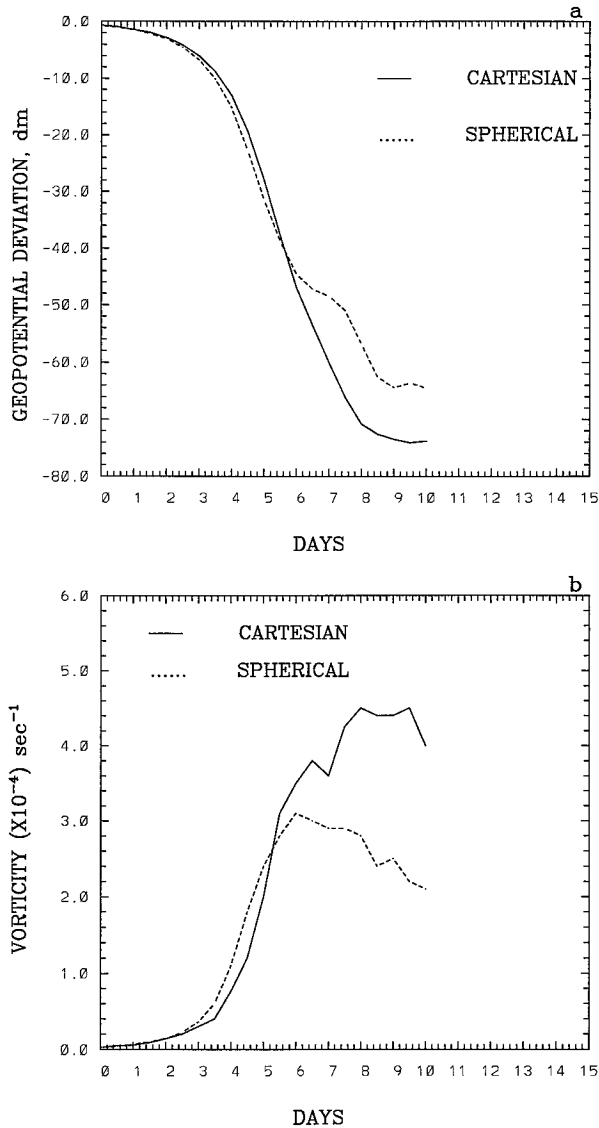 a
0.0
-10.0
-20.0
-30.0
-40.0
-50.0
-60.0
-70.0
-80.0
GEOPOTENTIAL DEVIATION, dm
CARTESIAN
SPHERICAL
0 1 2 3 4 5 6 7 8 9 10 11 12 13 14 15
DAYS
b
6.0
5.0
4.0
3.0
2.0
1.0
0.0
VORTICITY (X10⁻⁴) sec⁻¹
CARTESIAN
SPHERICAL
0 1 2 3 4 5 6 7 8 9 10 11 12 13 14 15
DAYS